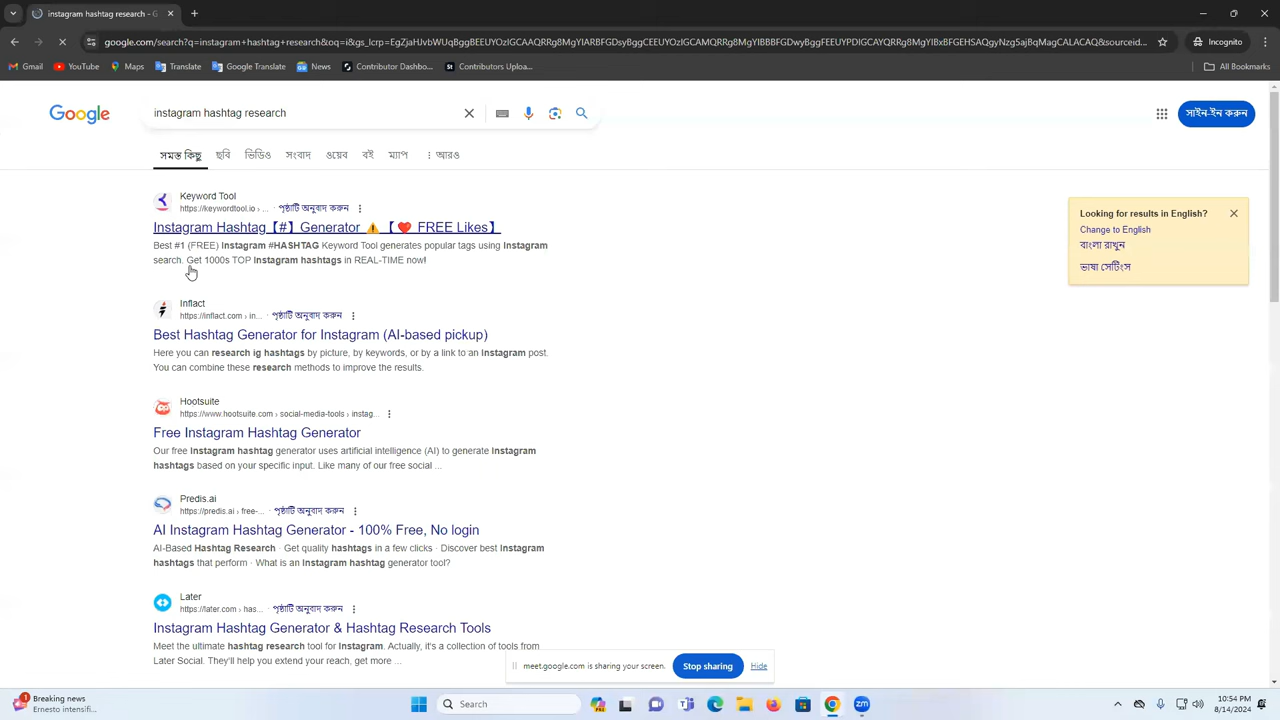 instagram hashtag research - G
google.com/search?q=instagram+hashtag+research&oq=i&gs_lcrp=EgZjaHJvbWUqBggBEEUYOzIGCAAQRRg8MgYIARBFGDsyBggCEEUYOzIGCAMQRRg9MgYIBBBFGDwyBggFEEUYPDIGCAYQRRg8MgYIBxBFGEHSAQgyNzg5ajBqMagCALACAQ&sourceid...
Incognito
Gmail
YouTube
Maps
Translate
Google Translate
News
Contributor Dashbo...
Contributors Uploa...
All Bookmarks
Google
instagram hashtag research
সাইন-ইন করুন
সমস্ত কিছু ছবি ভিডিও সংবাদ ওয়েব বই ম্যাপ আরও
Keyword Tool
https://keywordtool.io › ... · পৃষ্ঠাটি অনুবাদ করুন
Instagram Hashtag【#】Generator ⚠️【❤️ FREE Likes】
Best #1 (FREE) Instagram #HASHTAG Keyword Tool generates popular tags using Instagram
search. Get 1000s TOP Instagram hashtags in REAL-TIME now!
Inflact
https://inflact.com › in... · পৃষ্ঠাটি অনুবাদ করুন
Best Hashtag Generator for Instagram (AI-based pickup)
Here you can research ig hashtags by picture, by keywords, or by a link to an Instagram post.
You can combine these research methods to improve the results.
Hootsuite
https://www.hootsuite.com › social-media-tools › instag...
Free Instagram Hashtag Generator
Our free Instagram hashtag generator uses artificial intelligence (AI) to generate Instagram
hashtags based on your specific input. Like many of our free social ...
Predis.ai
https://predis.ai › free-... · পৃষ্ঠাটি অনুবাদ করুন
AI Instagram Hashtag Generator - 100% Free, No login
AI-Based Hashtag Research · Get quality hashtags in a few clicks · Discover best Instagram
hashtags that perform · What is an Instagram hashtag generator tool?
Later
https://later.com › has... · পৃষ্ঠাটি অনুবাদ করুন
Instagram Hashtag Generator & Hashtag Research Tools
Meet the ultimate hashtag research tool for Instagram. Actually, it's a collection of tools from
Later Social. They'll help you extend your reach, get more ...
Looking for results in English?
Change to English
বাংলা রাখুন
ভাষা সেটিংস
meet.google.com is sharing your screen.
Stop sharing
Hide
1
Breaking news
Ernesto intensifi...
Search
zm
10:54 PM
8/14/2024